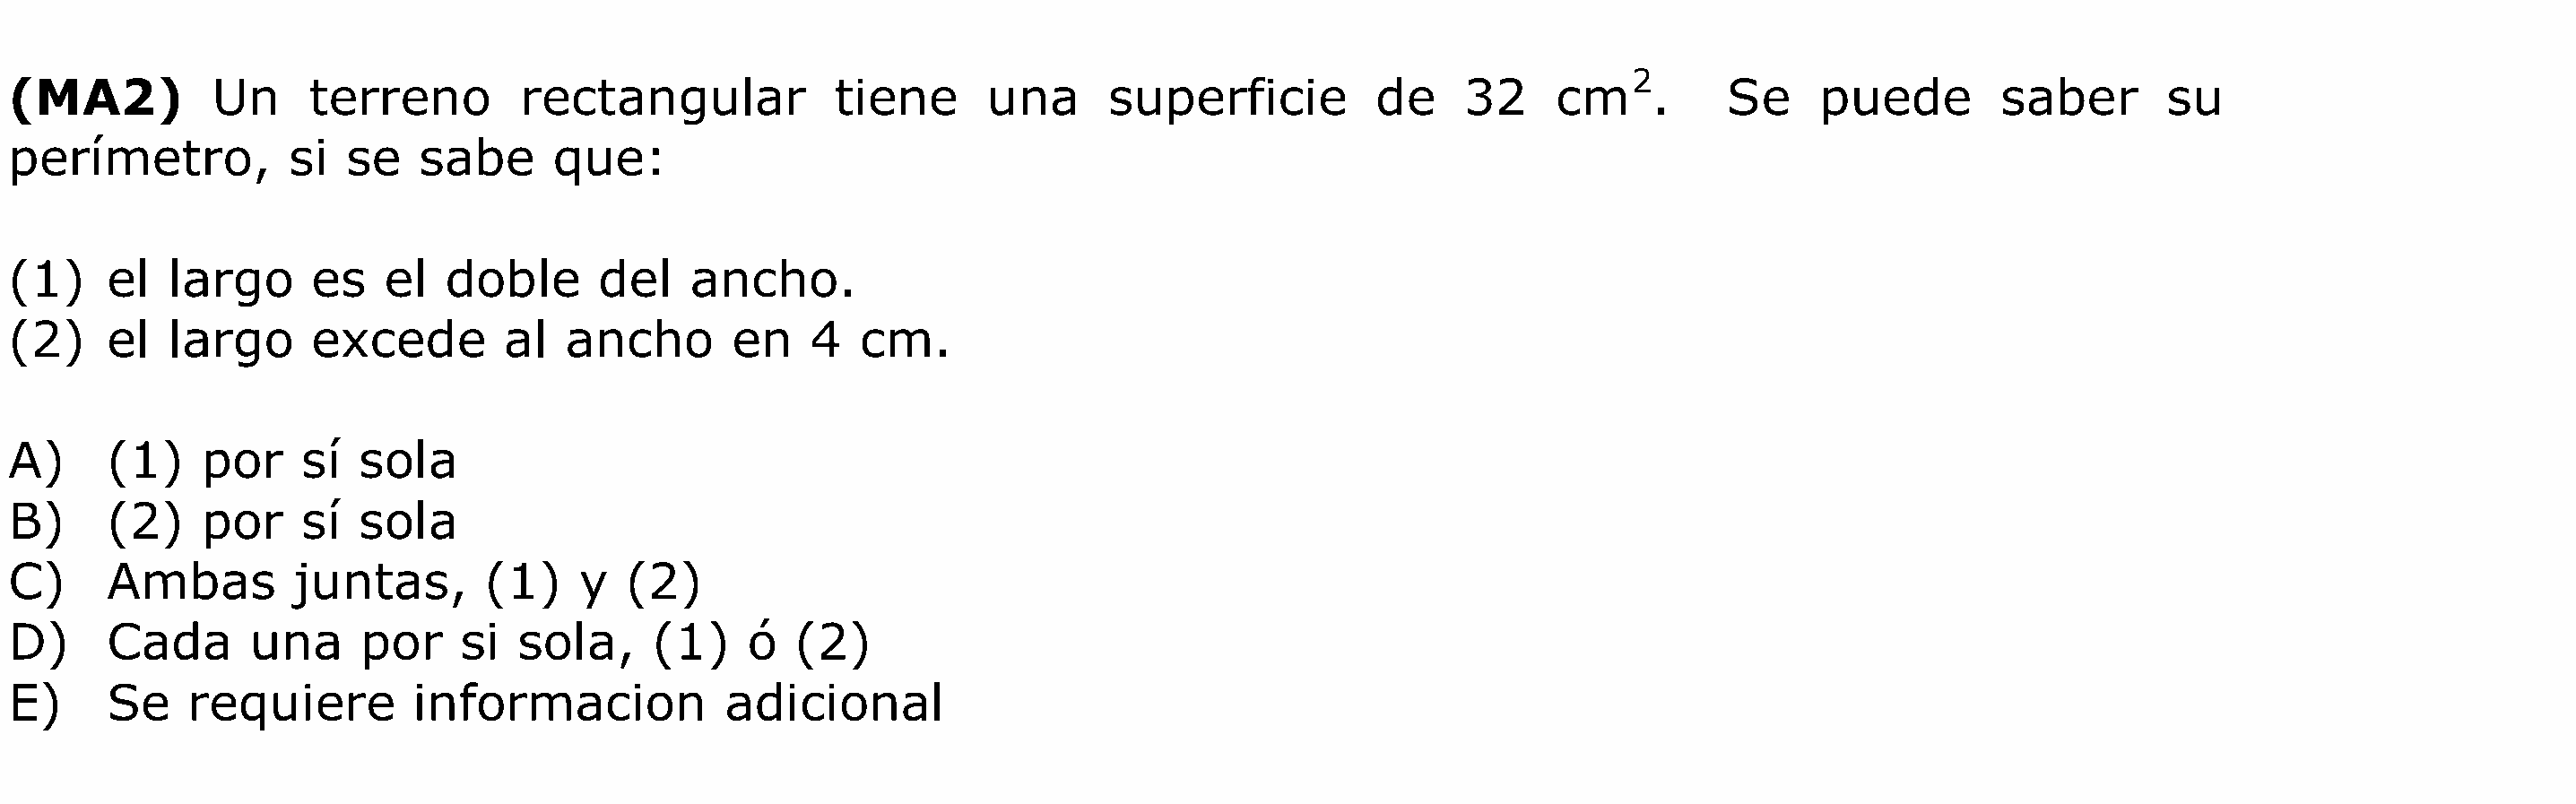 (MA2) Un terreno rectangular tiene una superficie de 32 cm². Se puede saber su
perímetro, si se sabe que:
(1) el largo es el doble del ancho.
(2) el largo excede al ancho en 4 cm.
A) (1) por sí sola
B) (2) por sí sola
C) Ambas juntas, (1) y (2)
D) Cada una por si sola, (1) ó (2)
E) Se requiere informacion adicional